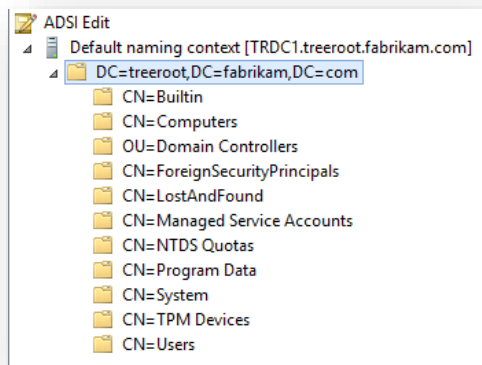 ADSI Edit
Default naming context [TRDC1.treeroot.fabrikam.com]
DC=treeroot,DC=fabrikam,DC=com
CN=Builtin
CN=Computers
OU=Domain Controllers
CN=ForeignSecurityPrincipals
CN=LostAndFound
CN=Managed Service Accounts
CN=NTDS Quotas
CN=Program Data
CN=System
CN=TPM Devices
CN=Users